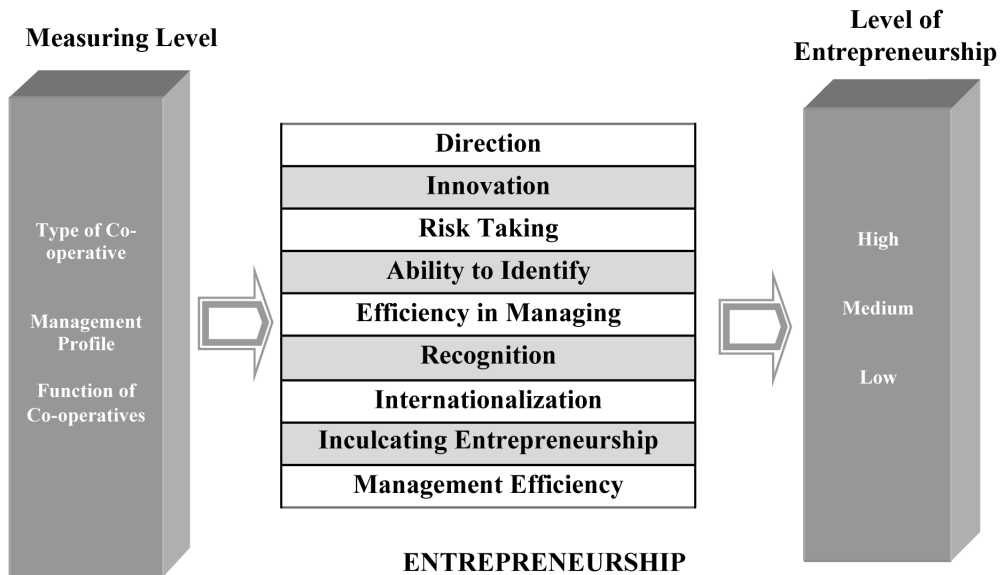 Measuring Level
Type of Co-
operative
Management
Profile
Function of
Co-operatives
Direction
Innovation
Risk Taking
Ability to Identify
Efficiency in Managing
Recognition
Internationalization
Inculcating Entrepreneurship
Management Efficiency
ENTREPRENEURSHIP
Level of
Entrepreneurship
High
Medium
Low